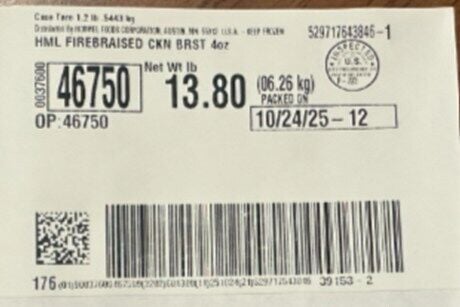 Case Tare 1.2 lb .5443 kg
Distributed By HORMEL FOODS CORPORATION, AUSTIN, MN 55912 U.S.A. - KEEP FROZEN
529717643846-1
HML FIREBRAISED CKN BRST 4oz
INSPECTED
U.S.
0037600
46750
Net Wt lb
13.80
(06.26 kg)
PACKED ON
10/24/25 - 12
OP:46750
176
39153 - 2